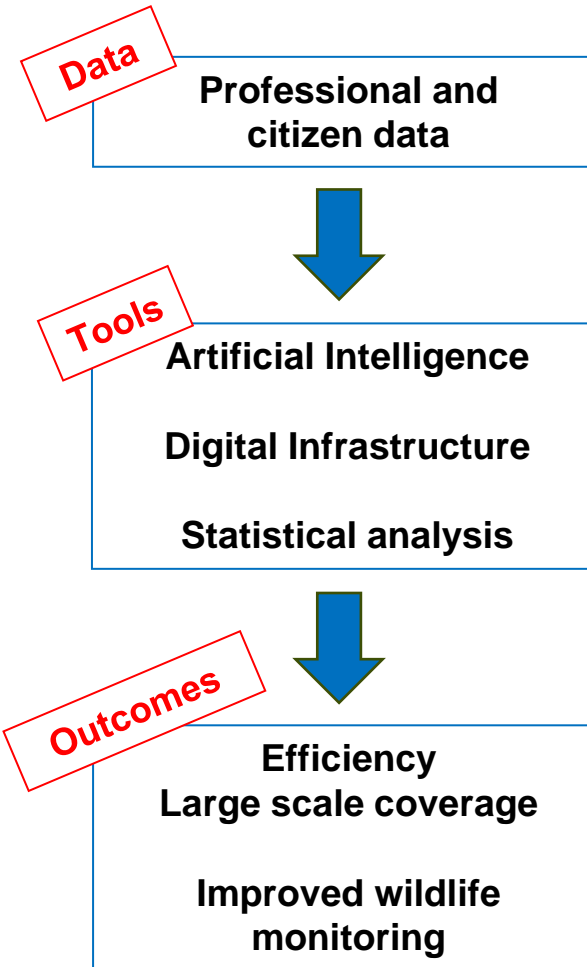 Data
Professional and
citizen data
Tools
Artificial Intelligence
Digital Infrastructure
Statistical analysis
Outcomes
Efficiency
Large scale coverage
Improved wildlife
monitoring